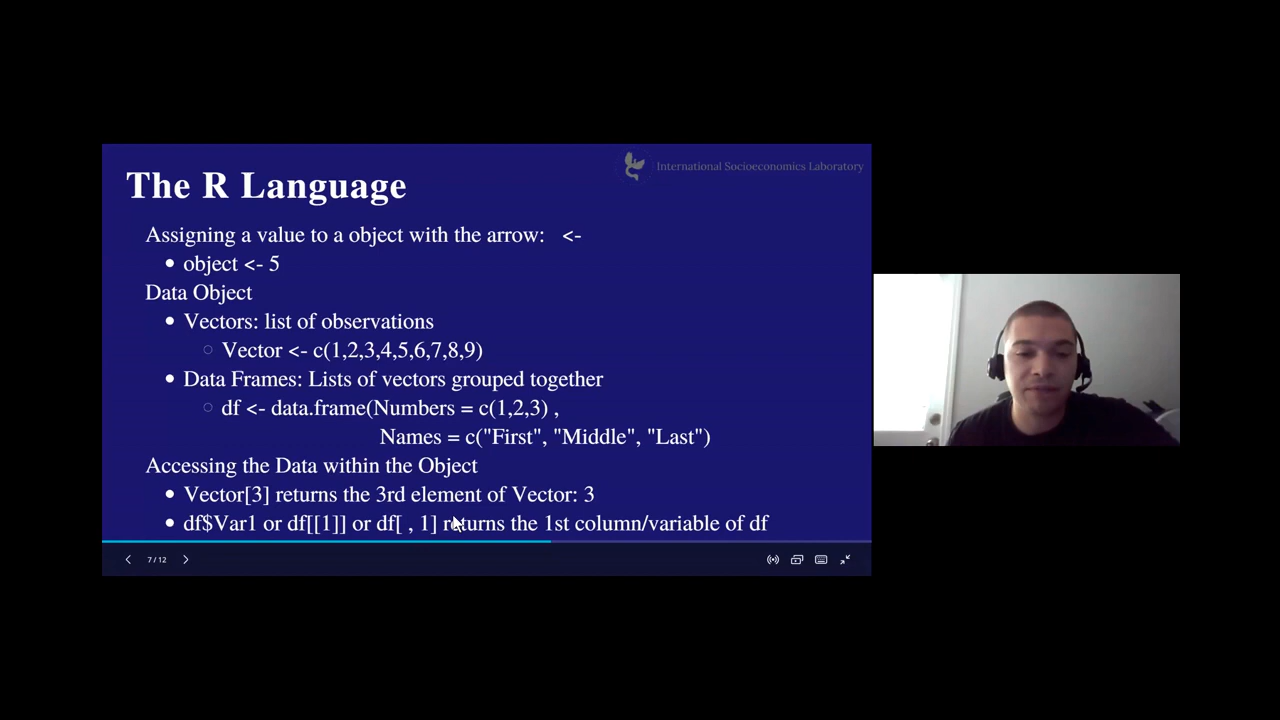 International Socioeconomics Laboratory
The R Language
Assigning a value to a object with the arrow: <-
• object <- 5
Data Object
• Vectors: list of observations
○ Vector <- c(1,2,3,4,5,6,7,8,9)
• Data Frames: Lists of vectors grouped together
○ df <- data.frame(Numbers = c(1,2,3) ,
Names = c("First", "Middle", "Last")
Accessing the Data within the Object
• Vector[3] returns the 3rd element of Vector: 3
• df$Var1 or df[[1]] or df[ , 1] returns the 1st column/variable of df
7 / 12